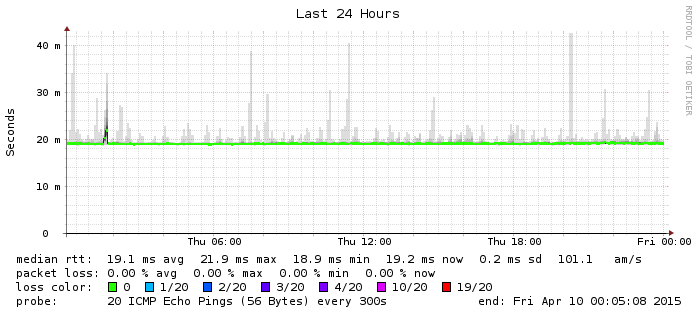 Last 24 Hours
RRDTOOL / TOBI OETIKER
Seconds
40 m
30 m
20 m
10 m
0
Thu 06:00 Thu 12:00 Thu 18:00 Fri 00:00
median rtt: 19.1 ms avg 21.9 ms max 18.9 ms min 19.2 ms now 0.2 ms sd 101.1 am/s
packet loss: 0.00 % avg 0.00 % max 0.00 % min 0.00 % now
loss color: 0 1/20 2/20 3/20 4/20 10/20 19/20
probe: 20 ICMP Echo Pings (56 Bytes) every 300s end: Fri Apr 10 00:05:08 2015